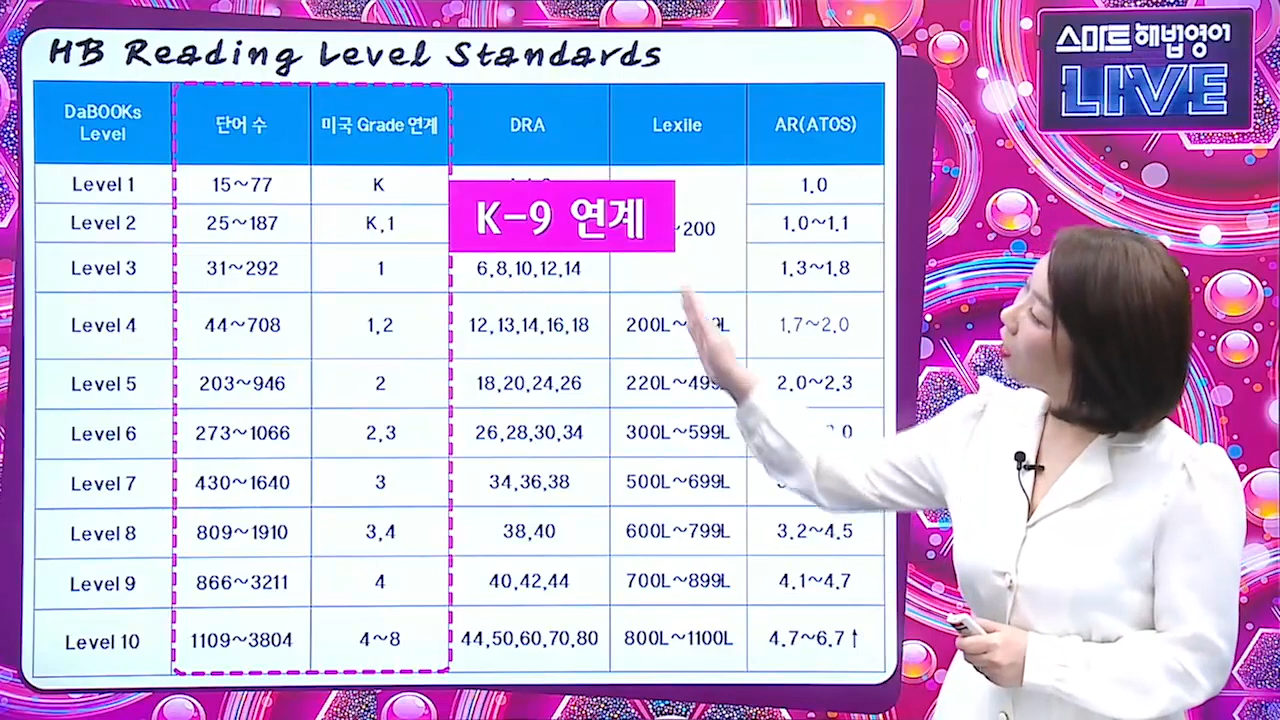 HB Reading Level Standards
스마트해법영어
LIVE
DaBOOKs Level 단어 수 미국 Grade 연계 DRA Lexile AR(ATOS)
Level 1 15~77 K 1.0
Level 2 25~187 K,1 ~200 1.0~1.1
K-9 연계
Level 3 31~292 1 6,8,10,12,14 1.3~1.8
Level 4 44~708 1,2 12,13,14,16,18 200L~ 1.7~2.0
Level 5 203~946 2 18,20,24,26 220L~499L 2.0~2.3
Level 6 273~1066 2,3 26,28,30,34 300L~599L
Level 7 430~1640 3 34,36,38 500L~699L
Level 8 809~1910 3,4 38,40 600L~799L 3.2~4.5
Level 9 866~3211 4 40,42,44 700L~899L 4.1~4.7
Level 10 1109~3804 4~8 44,50,60,70,80 800L~1100L 4.7~6.7↑